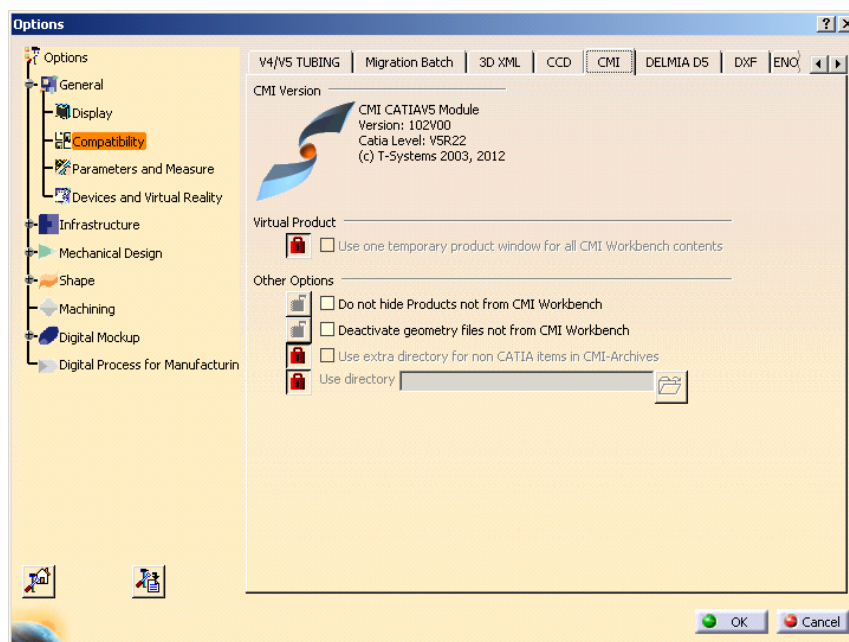 Options
Options
General
Display
Compatibility
Parameters and Measure
Devices and Virtual Reality
Infrastructure
Mechanical Design
Shape
Machining
Digital Mockup
Digital Process for Manufacturin
V4/V5 TUBING
Migration Batch
3D XML
CCD
CMI
DELMIA D5
DXF
ENO
CMI Version
CMI CATIAV5 Module
Version: 102V00
Catia Level: V5R22
(c) T-Systems 2003, 2012
Virtual Product
Use one temporary product window for all CMI Workbench contents
Other Options
Do not hide Products not from CMI Workbench
Deactivate geometry files not from CMI Workbench
Use extra directory for non CATIA items in CMI-Archives
Use directory
OK
Cancel